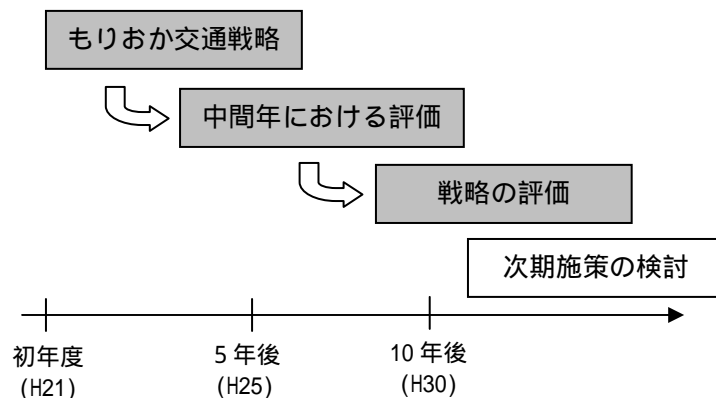 もりおか交通戦略
中間年における評価
戦略の評価
次期施策の検討
初年度
(H21)
5 年後
(H25)
10 年後
(H30)